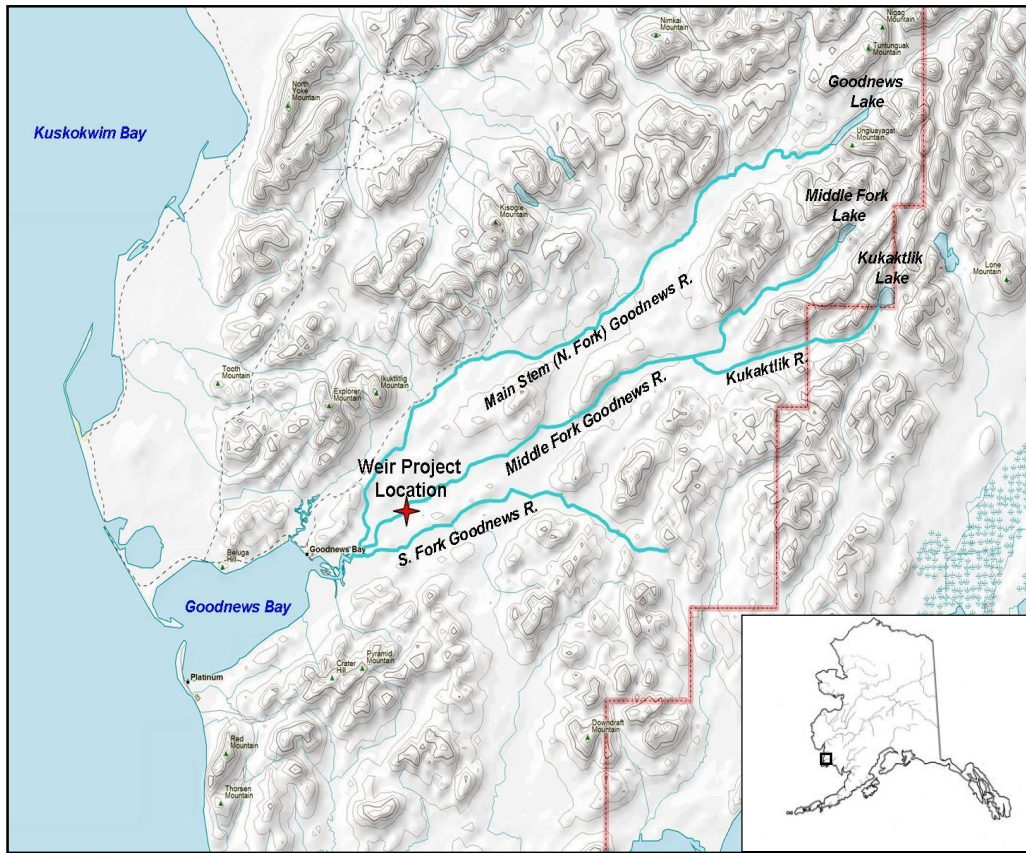 Nimkai
Mountain
Nigag
Mountain
Tuntunguak
Mountain
North
Yoke
Mountain
Goodnews
Lake
Kuskokwim Bay
Ungluayagat
Mountain
Middle Fork
Lake
Kisogle
Mountain
Kukaktlik
Lake
Lone
Mountain
Main Stem (N. Fork) Goodnews R.
Kukaktlik R.
Tooth
Mountain
Explorer
Mountain
Ikuktlitlig
Mountain
Middle Fork Goodnews R.
Weir Project
Location
S. Fork Goodnews R.
Goodnews Bay
Beluga
Hill
Goodnews Bay
Pyramid
Mountain
Crater
Hill
Platinum
Red
Mountain
Downdraft
Mountain
Thorsen
Mountain